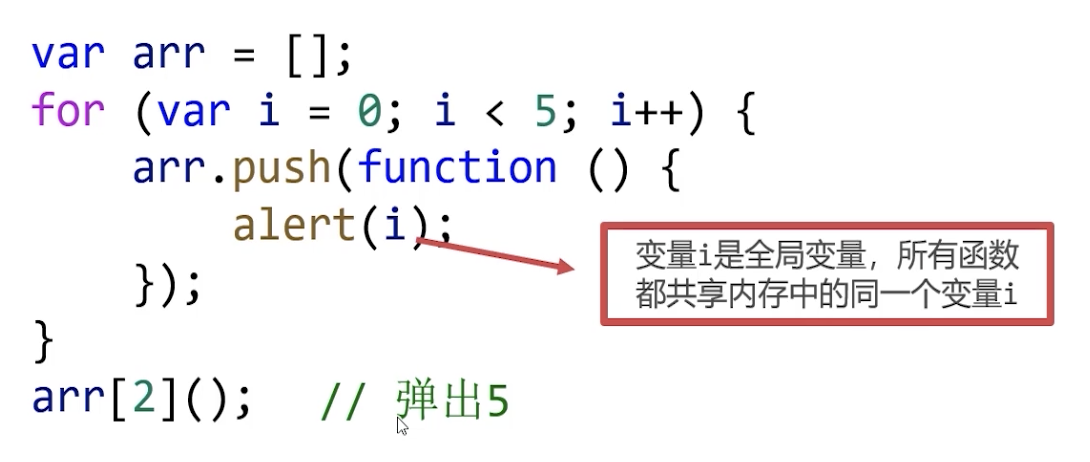 var arr = [];
for (var i = 0; i < 5; i++) {
    arr.push(function () {
        alert(i);
    });
}
arr[2]();   // 弹出5
变量i是全局变量，所有函数
都共享内存中的同一个变量i